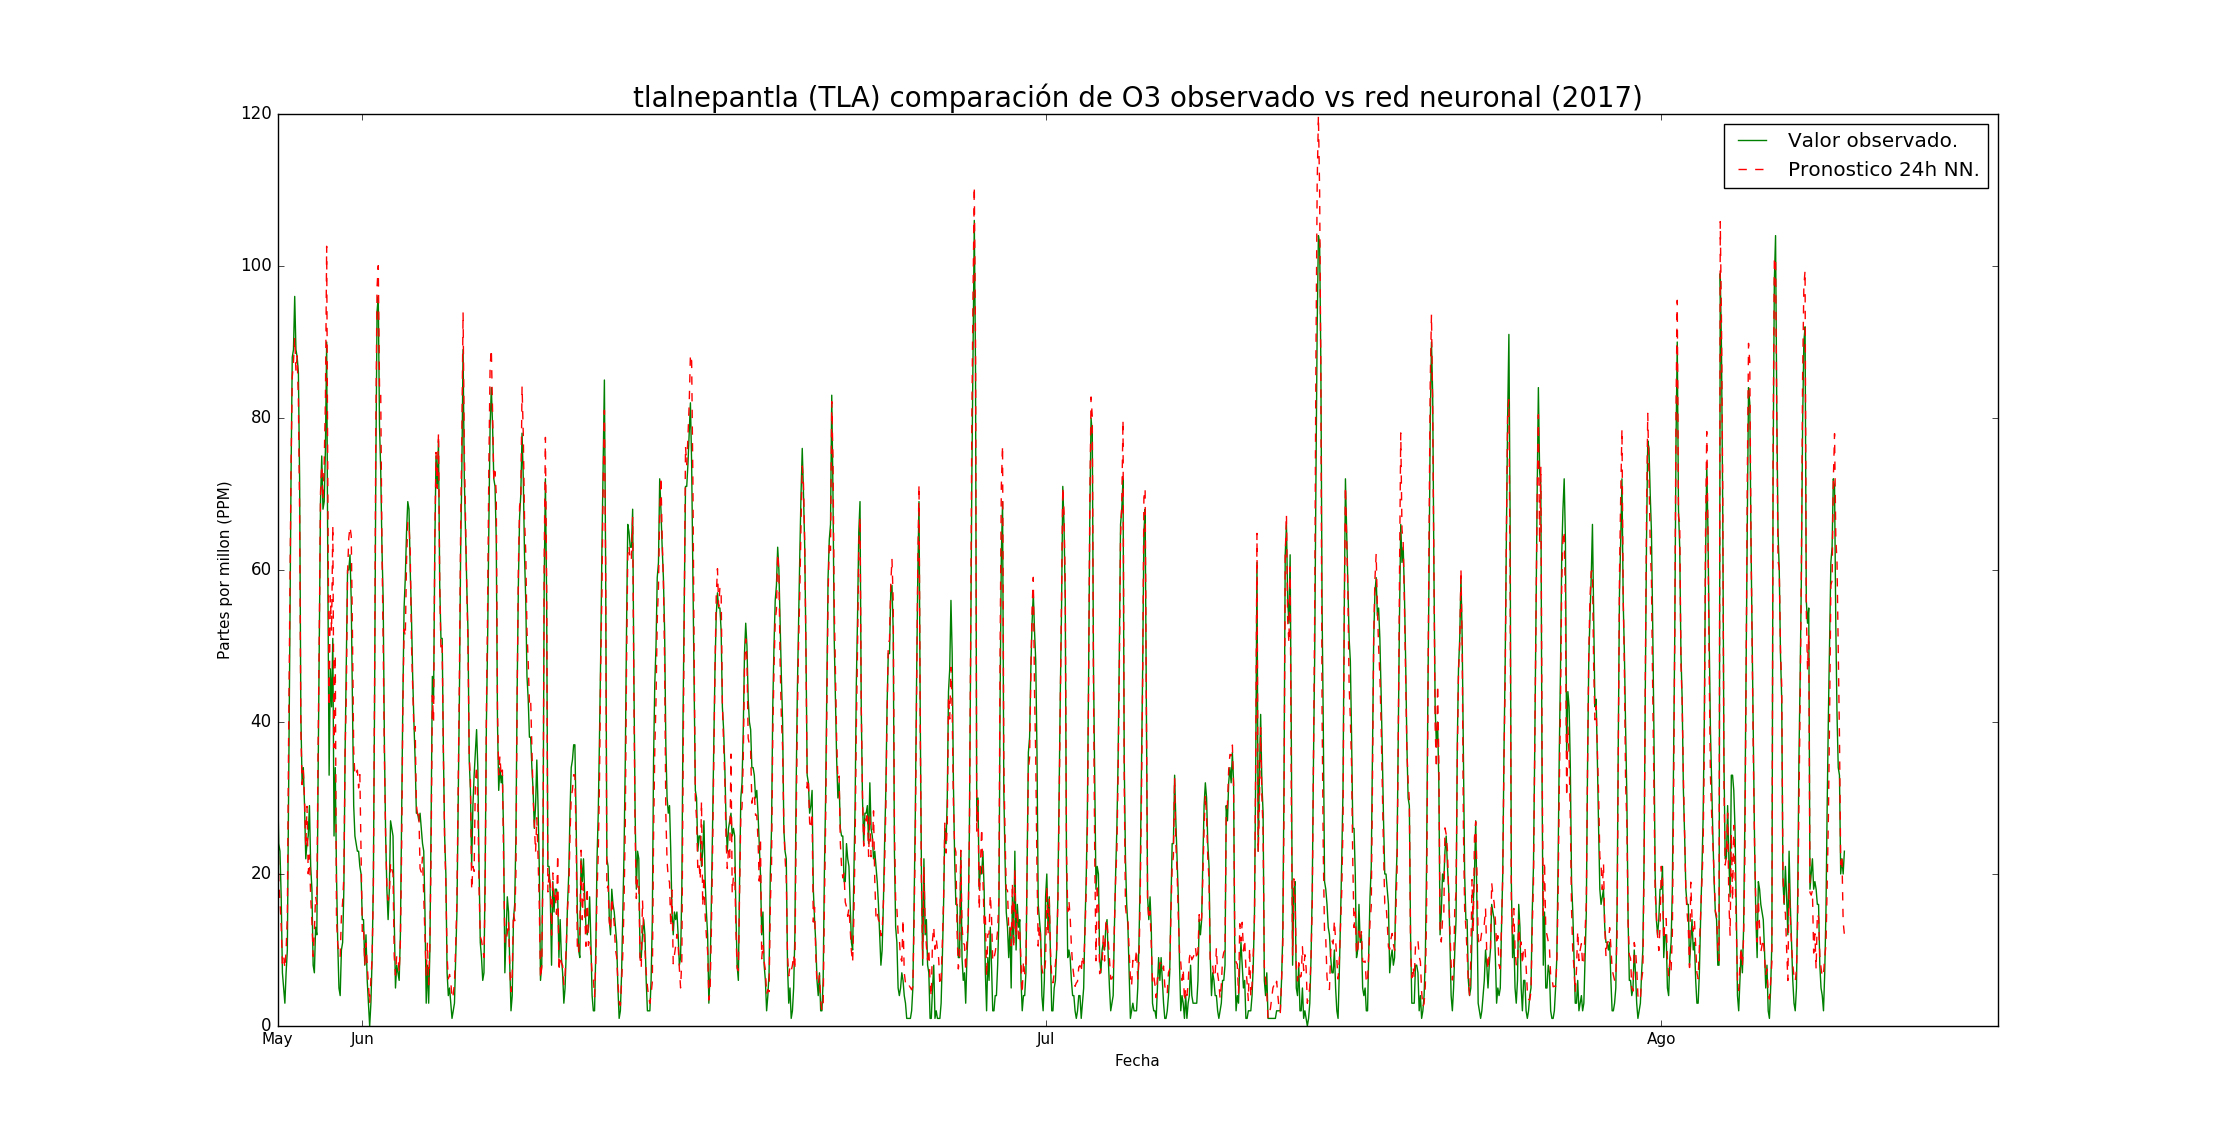 tlalnepantla (TLA) comparación de O3 observado vs red neuronal (2017)
120
100
80
60
40
20
0
Partes por millon (PPM)
Valor observado.
Pronostico 24h NN.
May
Jun
Jul
Ago
Fecha